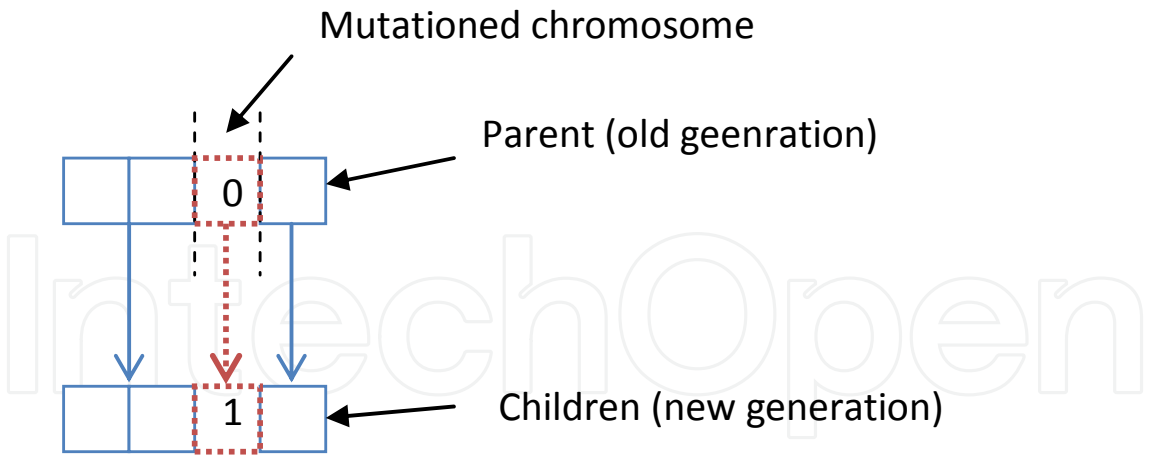 Mutationed chromosome
Parent (old geenration)
0
IntechOpen
1
Children (new generation)